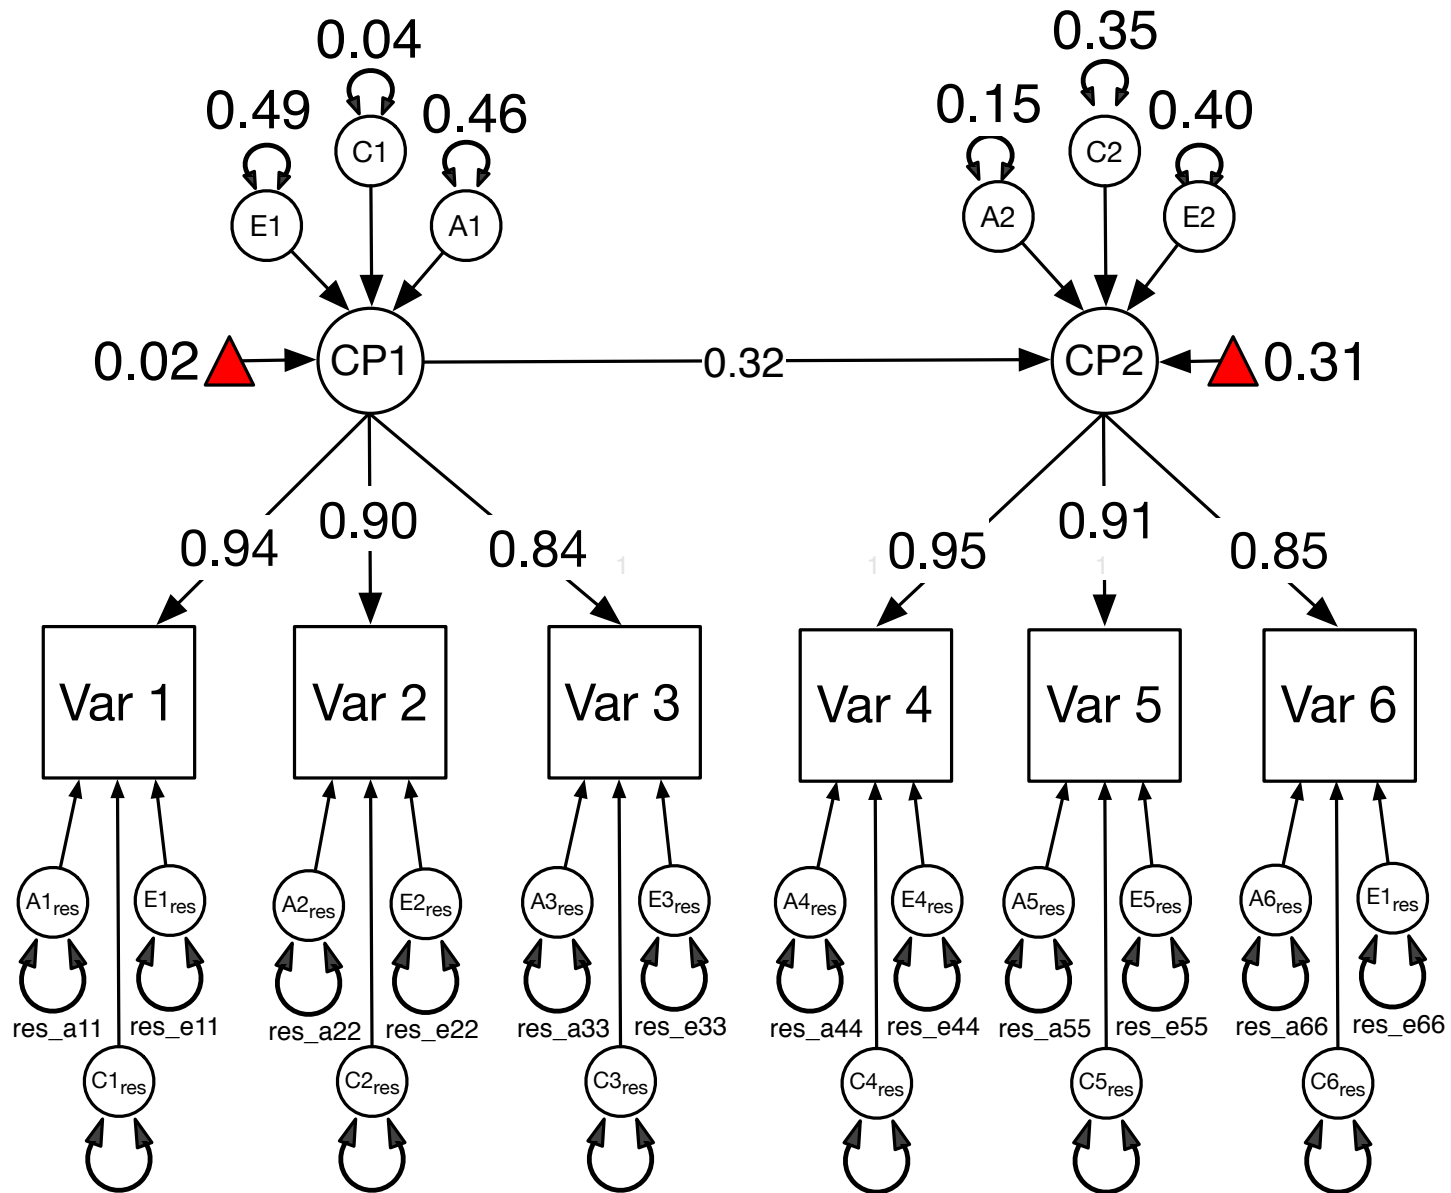 0.04
0.35
0.49
0.46
0.15
0.40
C1
C2
E1
A1
A2
E2
0.02
CP1
0.32
CP2
0.31
0.94
0.90
0.84
1
1
0.95
0.91
1
0.85
Var 1
Var 2
Var 3
Var 4
Var 5
Var 6
A1res
E1res
A2res
E2res
A3res
E3res
A4res
E4res
A5res
E5res
A6res
E1res
res_a11
res_e11
res_a22
res_e22
res_a33
res_e33
res_a44
res_e44
res_a55
res_e55
res_a66
res_e66
C1res
C2res
C3res
C4res
C5res
C6res